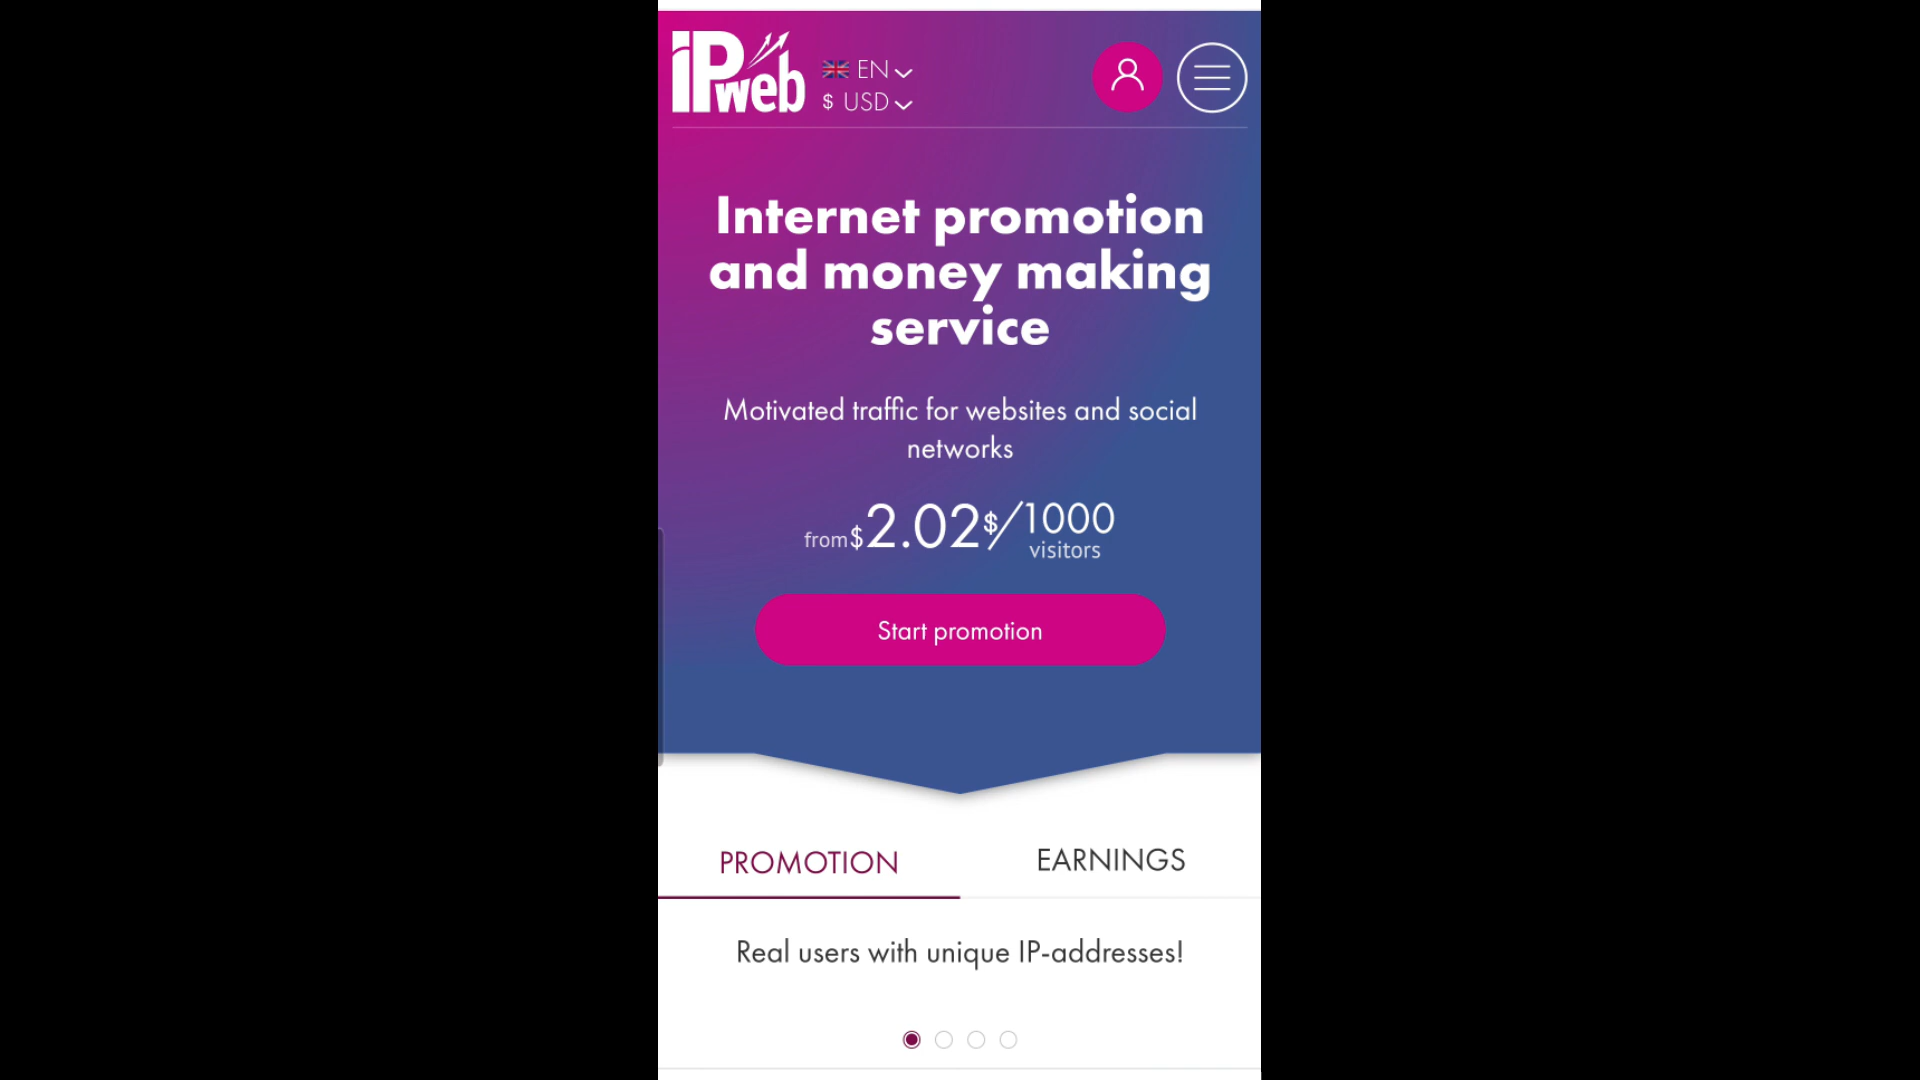 iPweb
EN
$ USD
Internet promotion
and money making
service
Motivated traffic for websites and social
networks
from $2.02$/1000
visitors
Start promotion
PROMOTION
EARNINGS
Real users with unique IP-addresses!